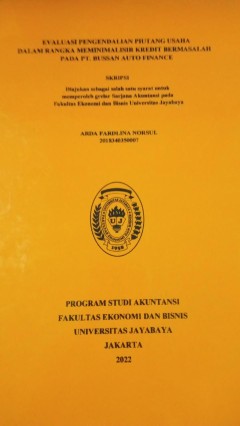 EVALUASI PENGENDALIAN PIUTANG USAHA
DALAM RANGKA MEMINIMALISIR KREDIT BERMASALAH
PADA PT. BUSSAN AUTO FINANCE
SKRIPSI
Diajukan sebagai salah satu syarat untuk
memperoleh gelar Sarjana Akuntansi pada
Fakultas Ekonomi dan Bisnis Universitas Jayabaya
2018340350007
1958
PROGRAM STUDI AKUNTANSI
FAKULTAS EKONOMI DAN BISNIS
UNIVERSITAS JAYABAYA
JAKARTA
2022